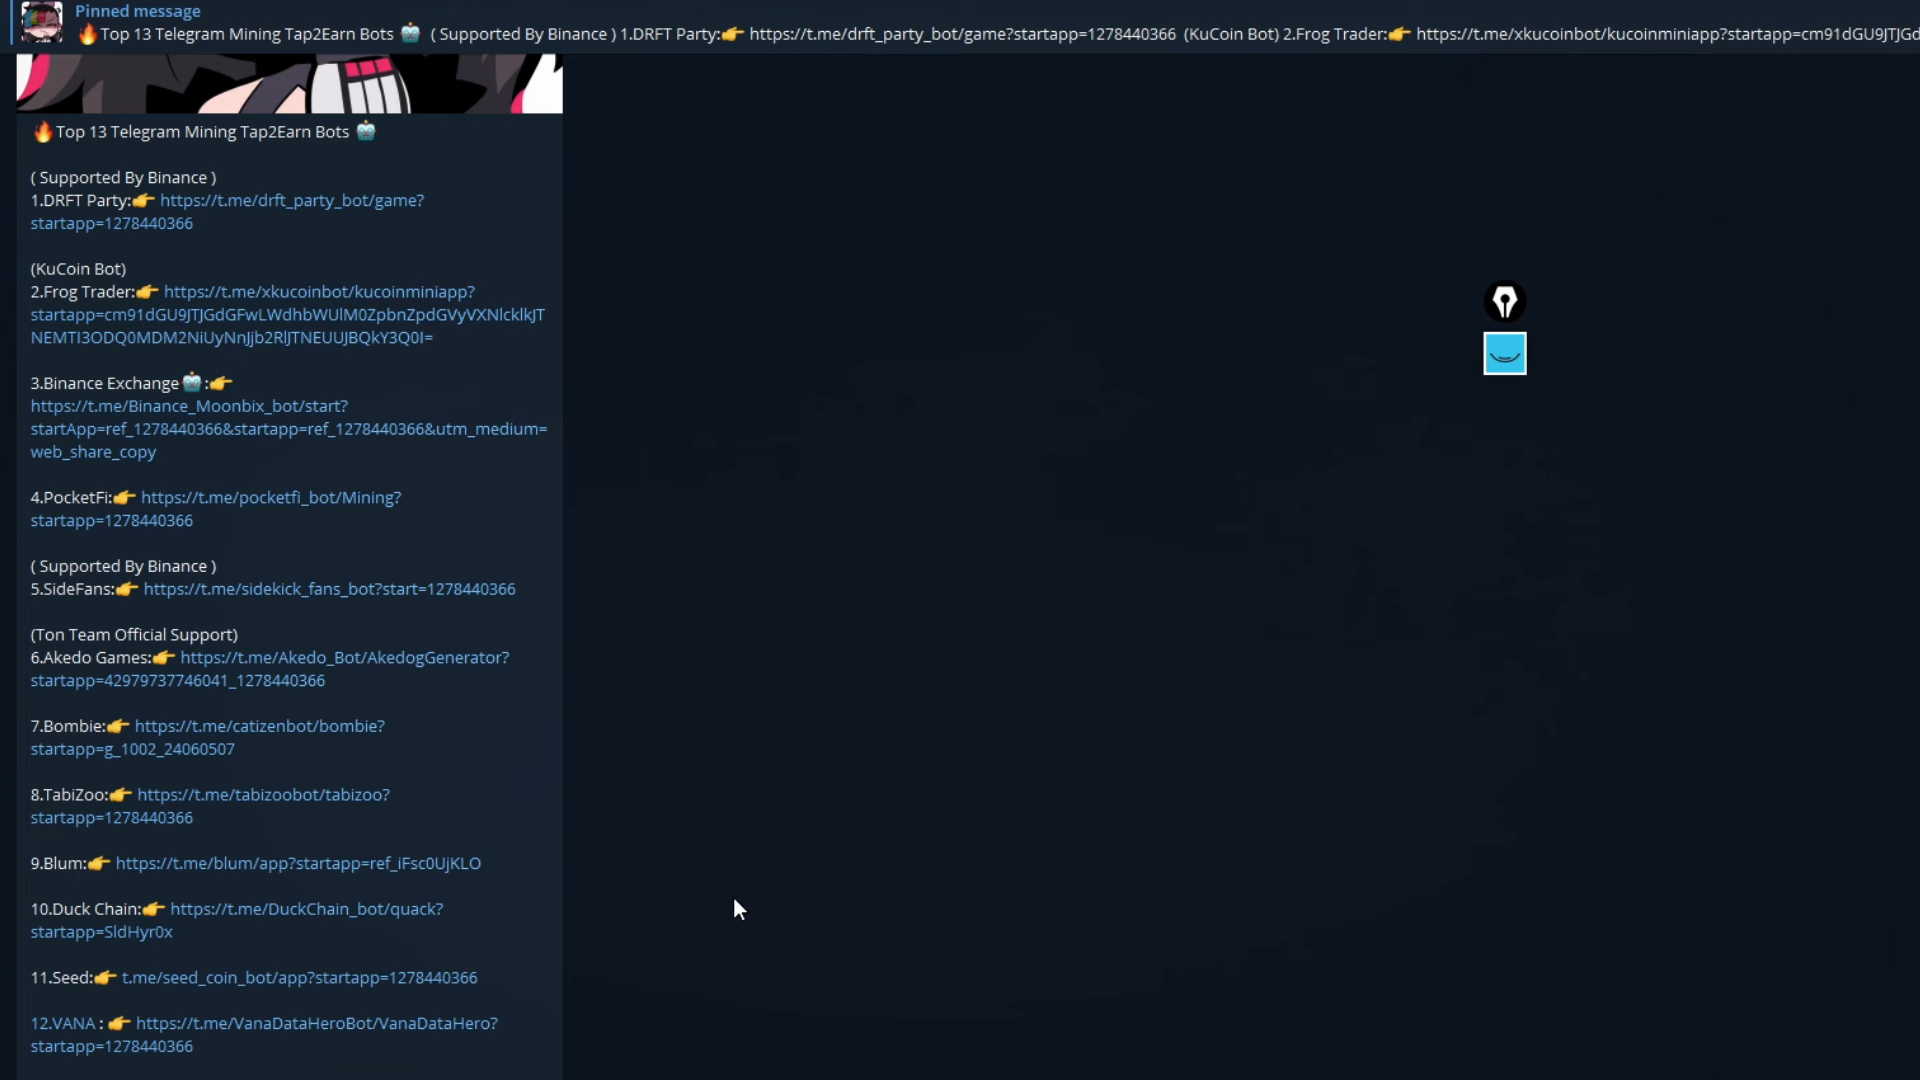 Pinned message
🔥Top 13 Telegram Mining Tap2Earn Bots 🤖 ( Supported By Binance ) 1.DRFT Party:👉 https://t.me/drft_party_bot/game?startapp=1278440366 (KuCoin Bot) 2.Frog Trader:👉 https://t.me/xkucoinbot/kucoinminiapp?startapp=cm91dGU9JTJGd
🔥Top 13 Telegram Mining Tap2Earn Bots 🤖
( Supported By Binance )
1.DRFT Party:👉 https://t.me/drft_party_bot/game?
startapp=1278440366
(KuCoin Bot)
2.Frog Trader:👉 https://t.me/xkucoinbot/kucoinminiapp?
startapp=cm91dGU9JTJGdGFwLWdhbWUlM0ZpbnZpdGVyVXNlcklkJT
NEMTI3ODQ0MDM2NiUyNnJjb2RlJTNEUUJBQkY3Q0I=
3.Binance Exchange🤖:👉
https://t.me/Binance_Moonbix_bot/start?
startApp=ref_1278440366&startapp=ref_1278440366&utm_medium=
web_share_copy
4.PocketFi:👉 https://t.me/pocketfi_bot/Mining?
startapp=1278440366
( Supported By Binance )
5.SideFans:👉 https://t.me/sidekick_fans_bot?start=1278440366
(Ton Team Official Support)
6.Akedo Games:👉 https://t.me/Akedo_Bot/AkedogGenerator?
startapp=42979737746041_1278440366
7.Bombie:👉 https://t.me/catizenbot/bombie?
startapp=g_1002_24060507
8.TabiZoo:👉 https://t.me/tabizoobot/tabizoo?
startapp=1278440366
9.Blum:👉 https://t.me/blum/app?startapp=ref_iFsc0UjKLO
10.Duck Chain:👉 https://t.me/DuckChain_bot/quack?
startapp=SldHyr0x
11.Seed:👉 t.me/seed_coin_bot/app?startapp=1278440366
12.VANA : 👉 https://t.me/VanaDataHeroBot/VanaDataHero?
startapp=1278440366